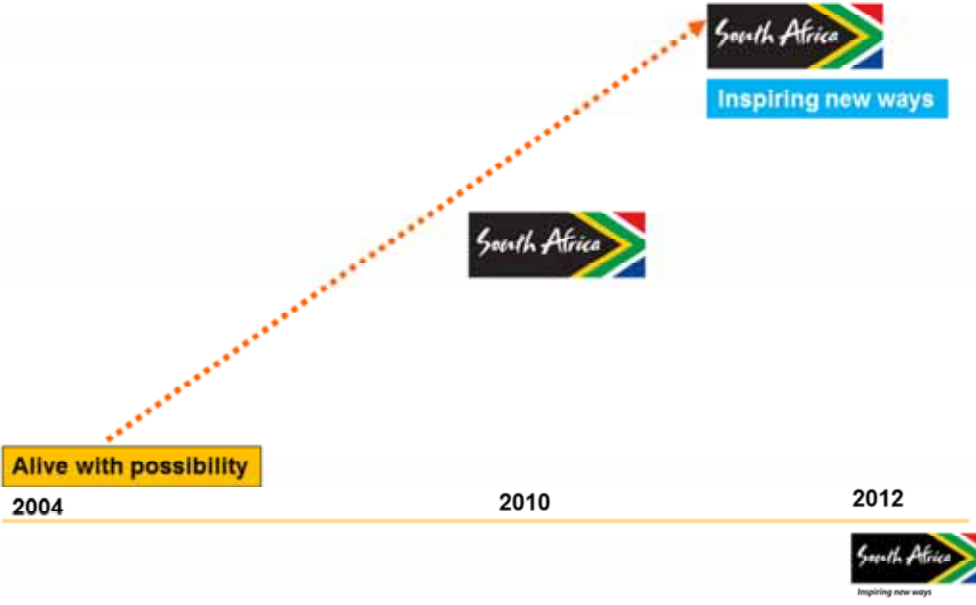 South Africa
Inspiring new ways
South Africa
Alive with possibility
2004
2010
2012
South Africa
Inspiring new ways